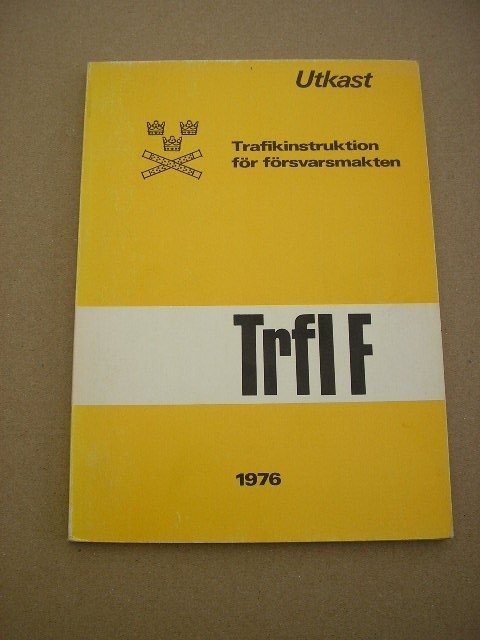 Utkast
Trafikinstruktion
för försvarsmakten
TrfI F
1976